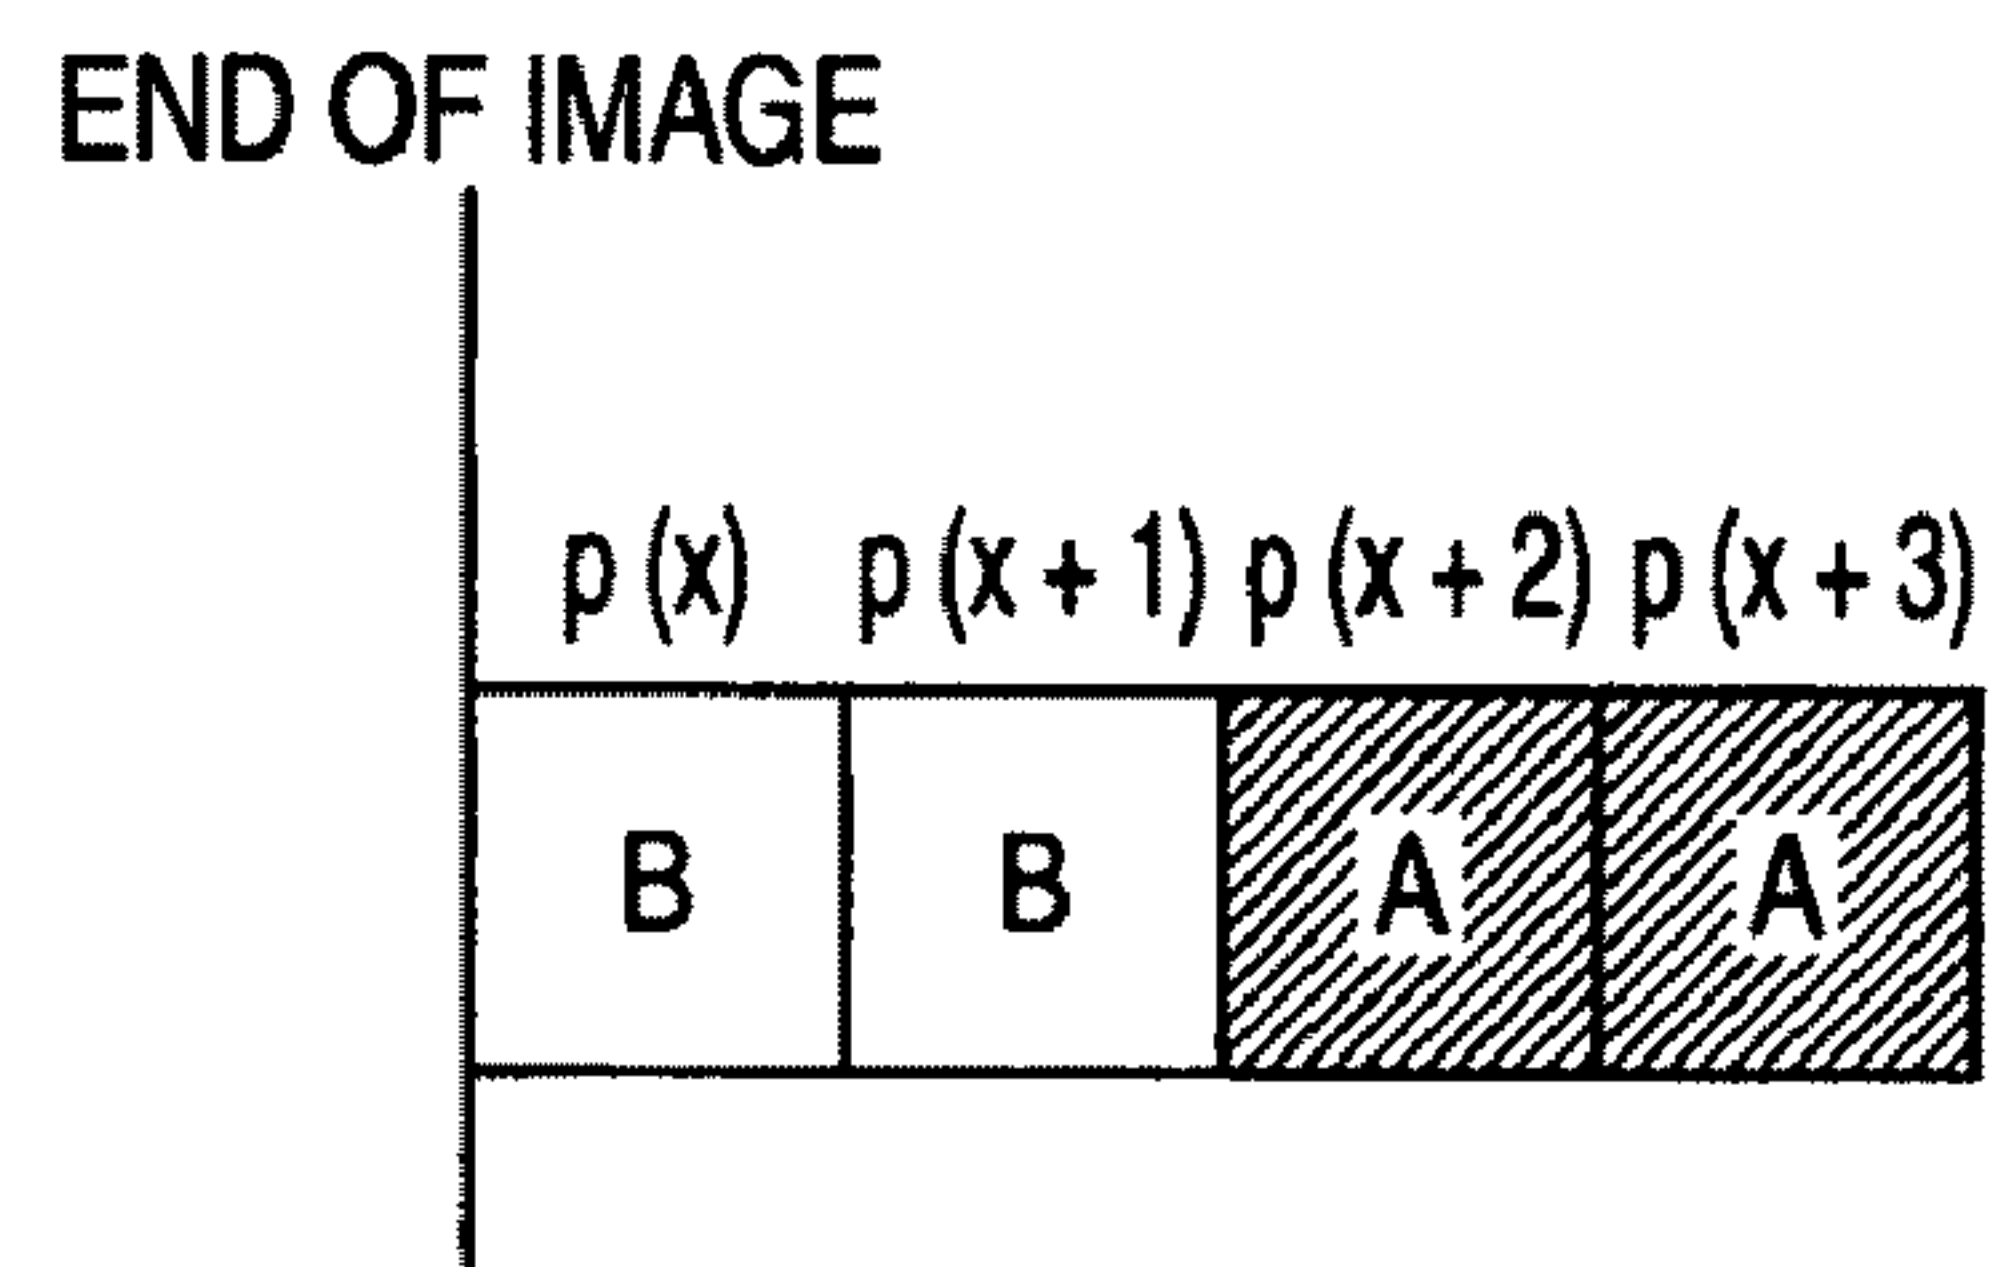 END OF IMAGE
p (x) p (x + 1) p (x + 2) p (x + 3)
B B A A